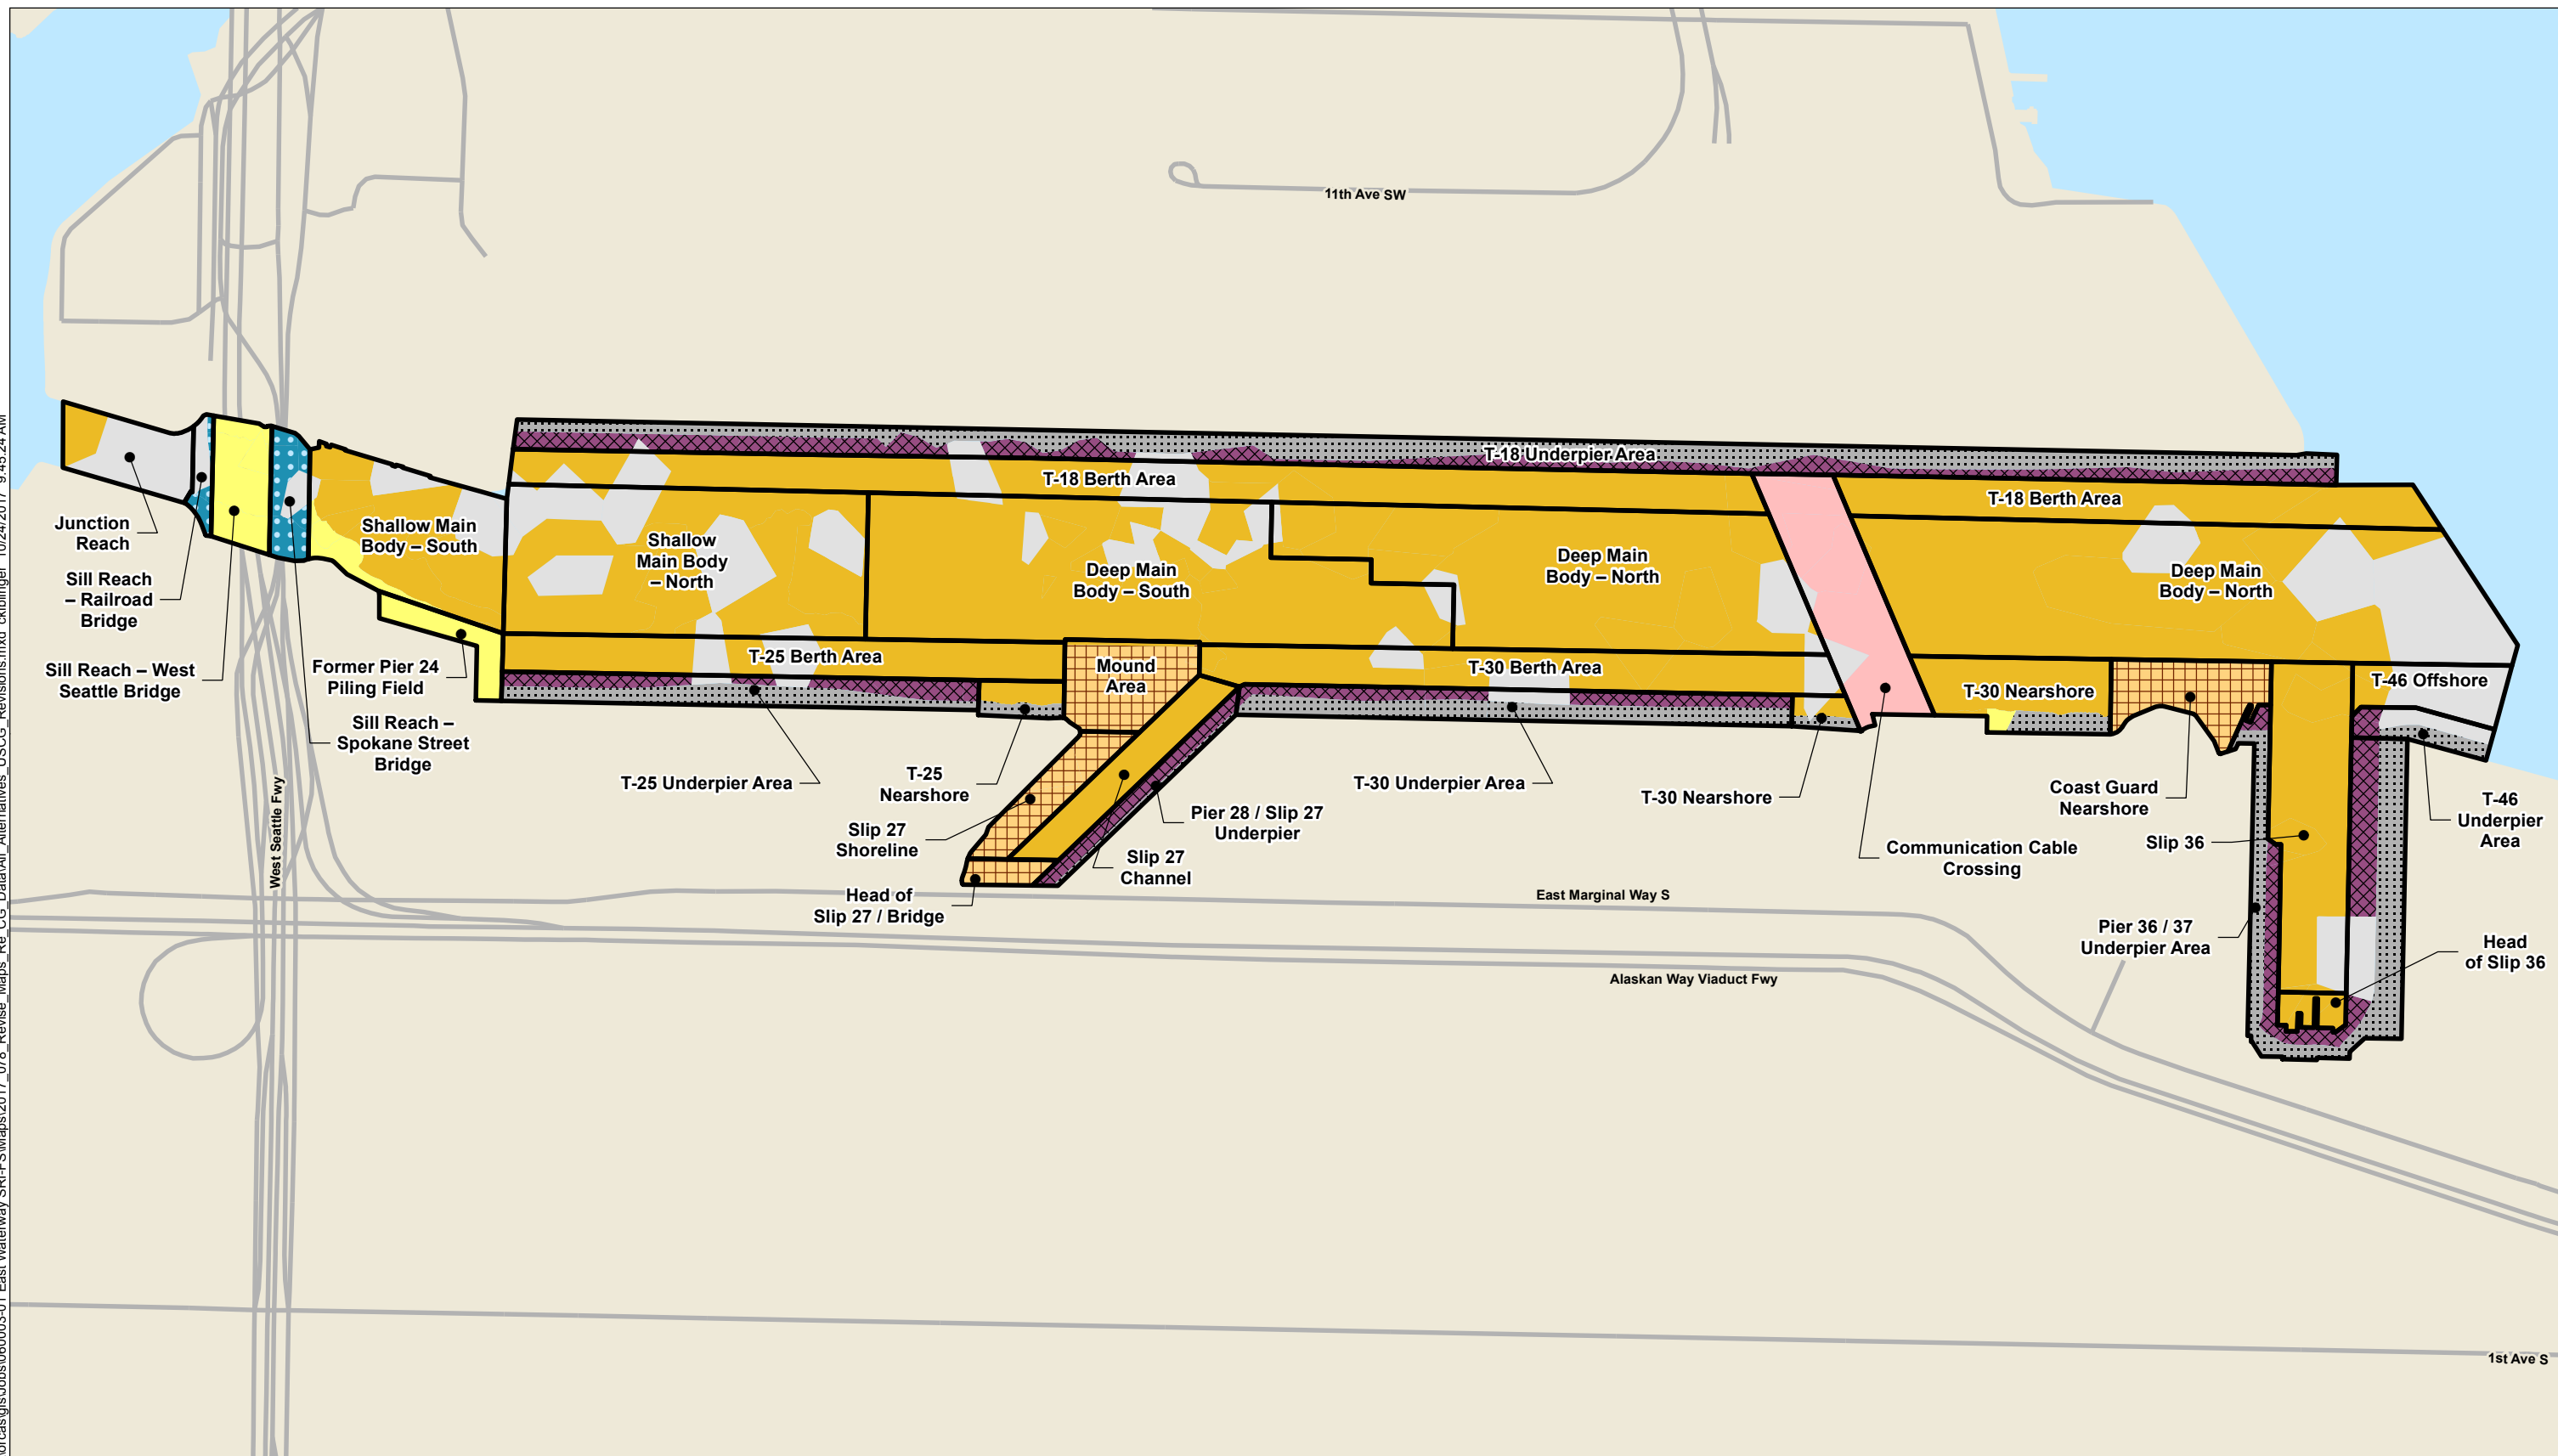 11th Ave SW
T-18 Underpier Area
T-18 Berth Area
T-18 Berth Area
Junction
Reach
Sill Reach
– Railroad
Bridge
Sill Reach – West
Seattle Bridge
Shallow Main
Body – South
Former Pier 24
Piling Field
Sill Reach –
Spokane Street
Bridge
Shallow
Main Body
– North
Deep Main
Body – South
Deep Main
Body – North
Deep Main
Body – North
T-25 Berth Area
Mound
Area
T-30 Berth Area
T-30 Nearshore
T-46 Offshore
T-25 Underpier Area
T-25
Nearshore
Slip 27
Shoreline
Head of
Slip 27 / Bridge
Pier 28 / Slip 27
Underpier
Slip 27
Channel
T-30 Underpier Area
T-30 Nearshore
Communication Cable
Crossing
Coast Guard
Nearshore
Slip 36
T-46
Underpier
Area
Pier 36 / 37
Underpier Area
Head
of Slip 36
West Seattle Fwy
East Marginal Way S
Alaskan Way Viaduct Fwy
1st Ave S